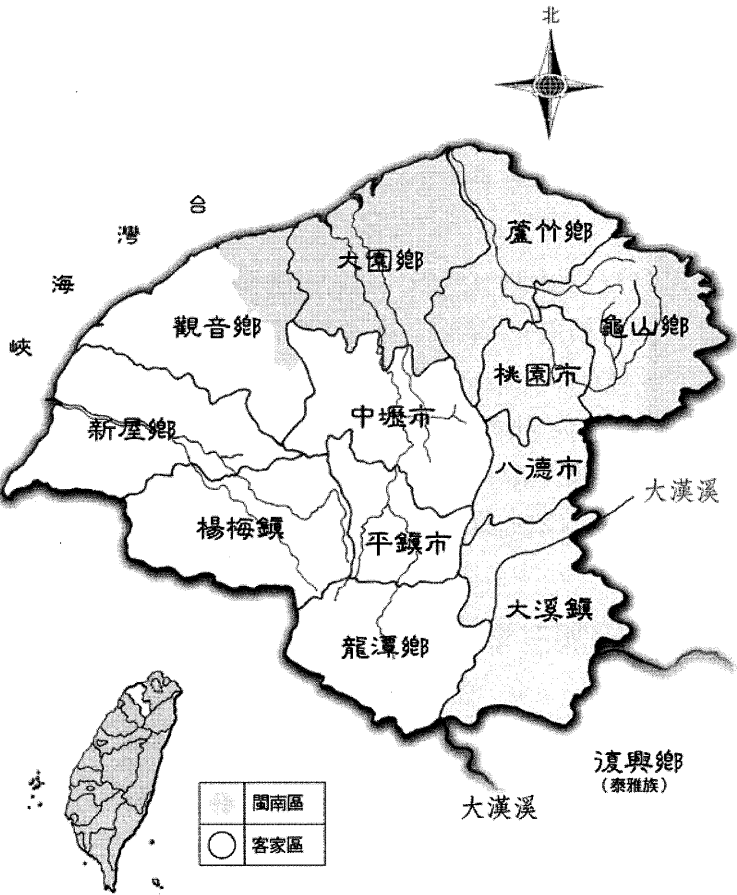 北
台
灣
海
峽
蘆竹鄉
大園鄉
龜山鄉
觀音鄉
桃園市
中壢市
新屋鄉
八德市
大漢溪
楊梅鎮
平鎮市
大溪鎮
龍潭鄉
復興鄉
(泰雅族)
大漢溪
閩南區
客家區